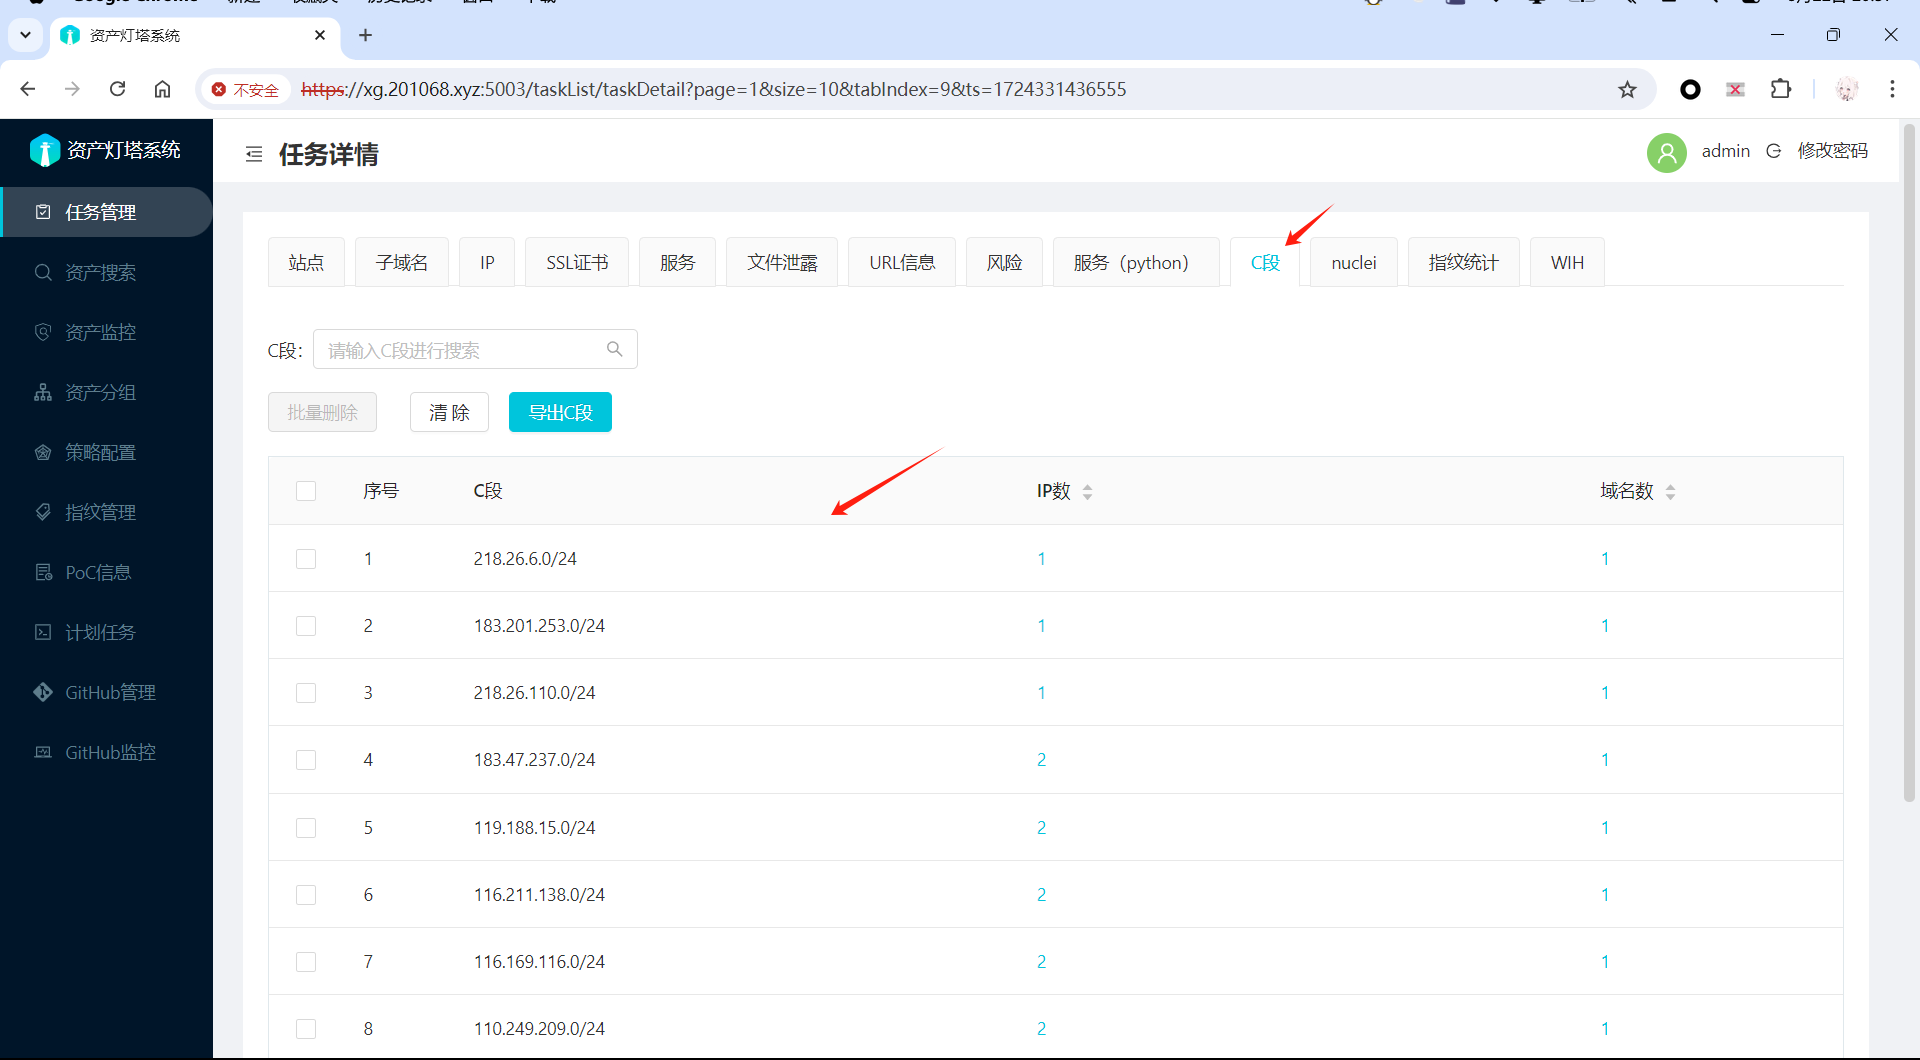 资产灯塔系统
不安全 https://xg.201068.xyz:5003/taskList/taskDetail?page=1&size=10&tabIndex=9&ts=1724331436555
资产灯塔系统
任务详情
admin 修改密码
任务管理
资产搜索
资产监控
资产分组
策略配置
指纹管理
PoC信息
计划任务
GitHub管理
GitHub监控
站点 子域名 IP SSL证书 服务 文件泄露 URL信息 风险 服务（python） C段 nuclei 指纹统计 WIH
C段： 请输入C段进行搜索
批量删除 清 除 导出C段
序号 C段 IP数 域名数
1 218.26.6.0/24 1 1
2 183.201.253.0/24 1 1
3 218.26.110.0/24 1 1
4 183.47.237.0/24 2 1
5 119.188.15.0/24 2 1
6 116.211.138.0/24 2 1
7 116.169.116.0/24 2 1
8 110.249.209.0/24 2 1